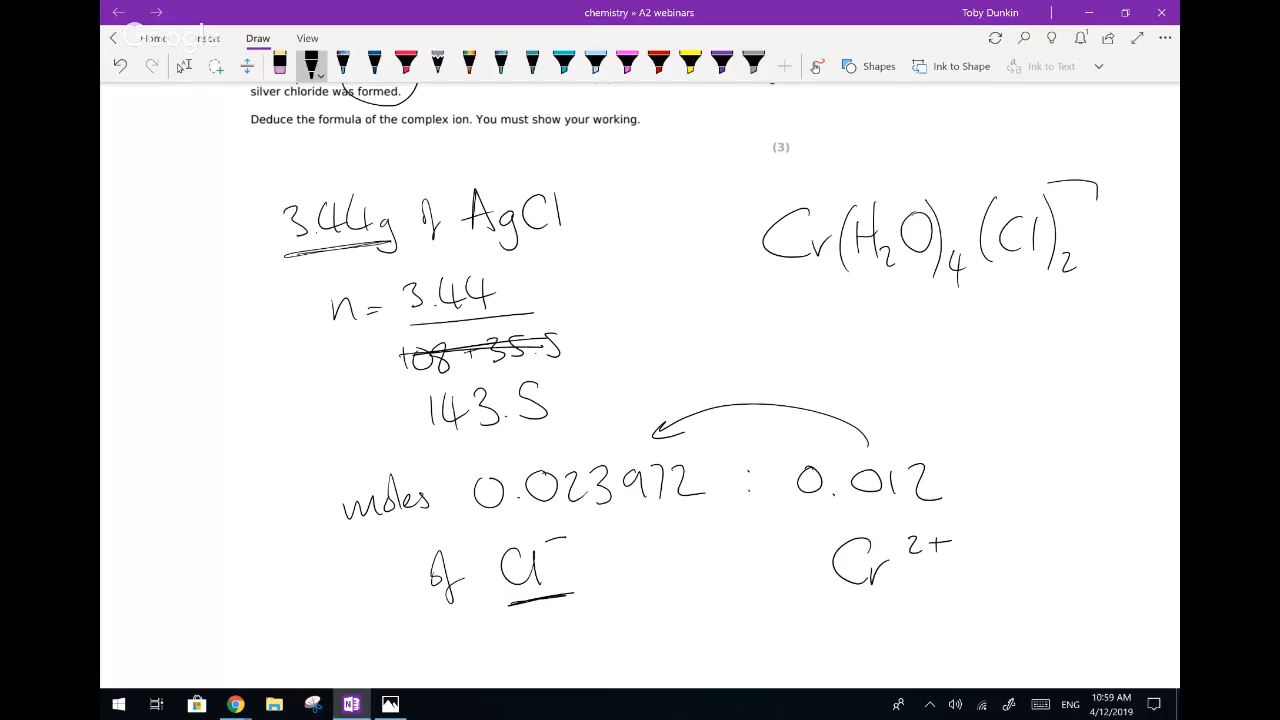 chemistry » A2 webinars
Toby Dunkin
Google
Home
Insert
Draw
View
Shapes
Ink to Shape
Ink to Text
silver chloride was formed.
Deduce the formula of the complex ion. You must show your working.
(3)
3.44g of AgCl
Cr(H₂O)₄(Cl)₂
n = 3.44
108 + 35.5
143.5
moles 0.023972 : 0.012
of Cl⁻
Cr²⁺
ENG
10:59 AM
4/12/2019